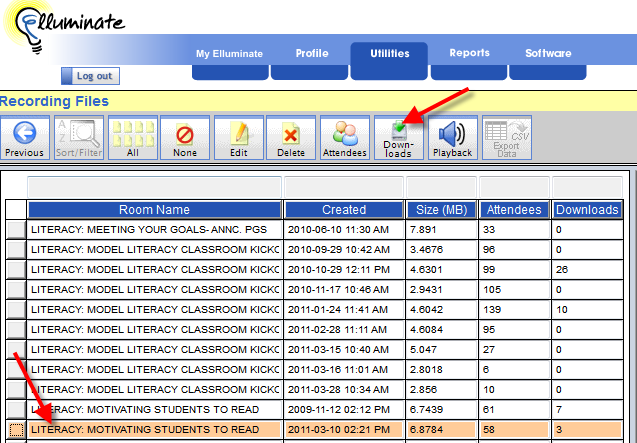 Elluminate
My Elluminate Profile Utilities Reports Software
Log out
Recording Files
Previous Sort/Filter All None Edit Delete Attendees Down-loads Playback Export Data
A
Z
CSV
Room Name Created Size (MB) Attendees Downloads
LITERACY: MEETING YOUR GOALS- ANNC. PGS 2010-06-10 11:30 AM 7.891 33 0
LITERACY: MODEL LITERACY CLASSROOM KICKO 2010-09-29 10:42 AM 3.4676 96 0
LITERACY: MODEL LITERACY CLASSROOM KICKO 2010-10-29 12:11 PM 4.6301 99 26
LITERACY: MODEL LITERACY CLASSROOM KICKO 2010-11-17 10:46 AM 2.9431 105 0
LITERACY: MODEL LITERACY CLASSROOM KICKO 2011-01-24 11:41 AM 4.6042 139 10
LITERACY: MODEL LITERACY CLASSROOM KICKO 2011-02-28 11:11 AM 4.6084 95 0
LITERACY: MODEL LITERACY CLASSROOM KICKO 2011-03-15 10:40 AM 5.047 27 0
LITERACY: MODEL LITERACY CLASSROOM KICKO 2011-03-16 11:01 AM 2.8018 6 0
LITERACY: MODEL LITERACY CLASSROOM KICKO 2011-03-28 10:34 AM 2.856 10 0
LITERACY: MOTIVATING STUDENTS TO READ 2009-11-12 02:12 PM 6.7439 61 7
LITERACY: MOTIVATING STUDENTS TO READ 2011-03-10 02:21 PM 6.8784 58 3